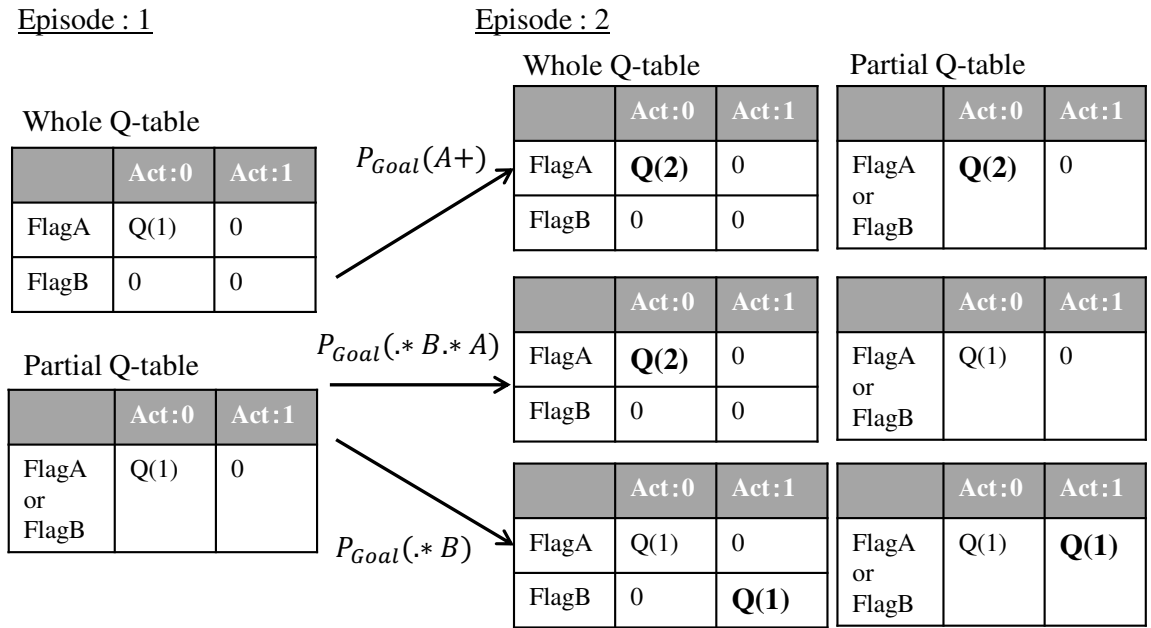 Episode : 1
Whole Q-table
Act:0 Act:1
FlagA Q(1) 0
FlagB 0 0
Partial Q-table
Act:0 Act:1
FlagA Q(1) 0
or
FlagB
P_Goal(A+)
P_Goal(.* B.* A)
P_Goal(.* B)
Episode : 2
Whole Q-table
Act:0 Act:1
FlagA Q(2) 0
FlagB 0 0
Partial Q-table
Act:0 Act:1
FlagA Q(2) 0
or
FlagB
Act:0 Act:1
FlagA Q(2) 0
FlagB 0 0
Act:0 Act:1
FlagA Q(1) 0
or
FlagB
Act:0 Act:1
FlagA Q(1) 0
FlagB 0 Q(1)
Act:0 Act:1
FlagA Q(1) Q(1)
or
FlagB